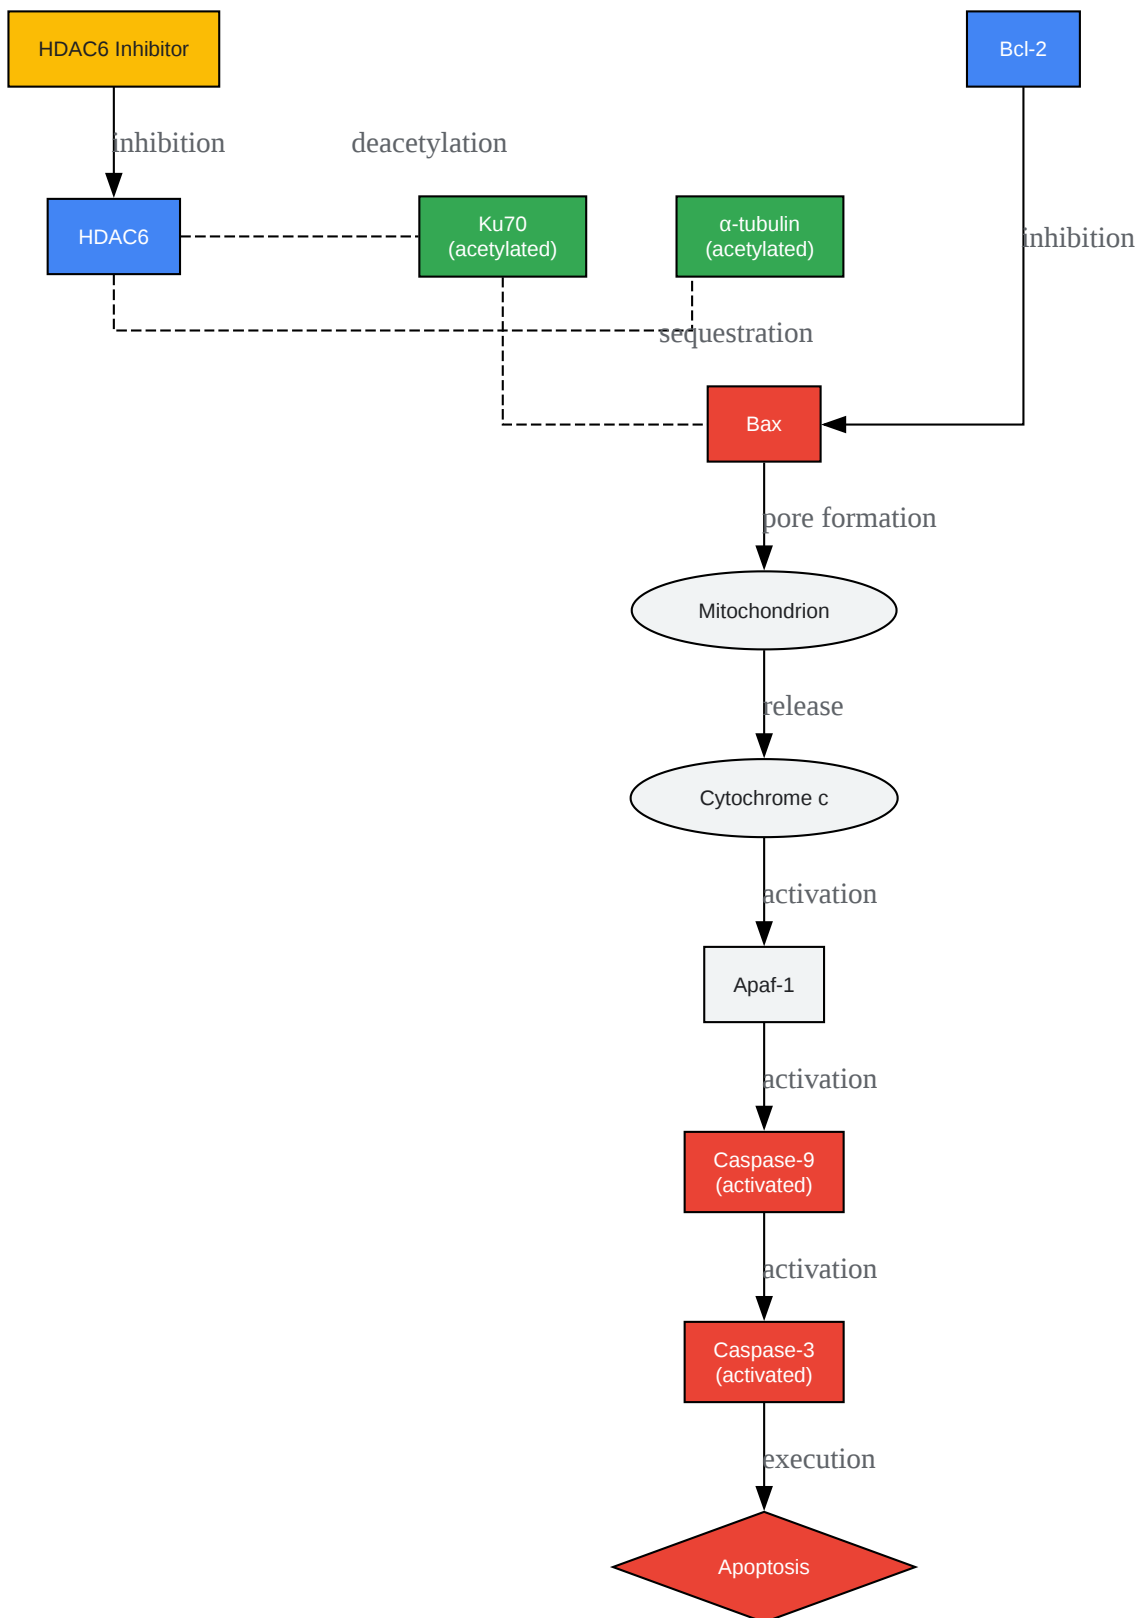 HDAC6 Inhibitor
Bcl-2
inhibition
deacetylation
HDAC6
Ku70
(acetylated)
α-tubulin
(acetylated)
inhibition
sequestration
Bax
pore formation
Mitochondrion
release
Cytochrome c
activation
Apaf-1
activation
Caspase-9
(activated)
activation
Caspase-3
(activated)
execution
Apoptosis